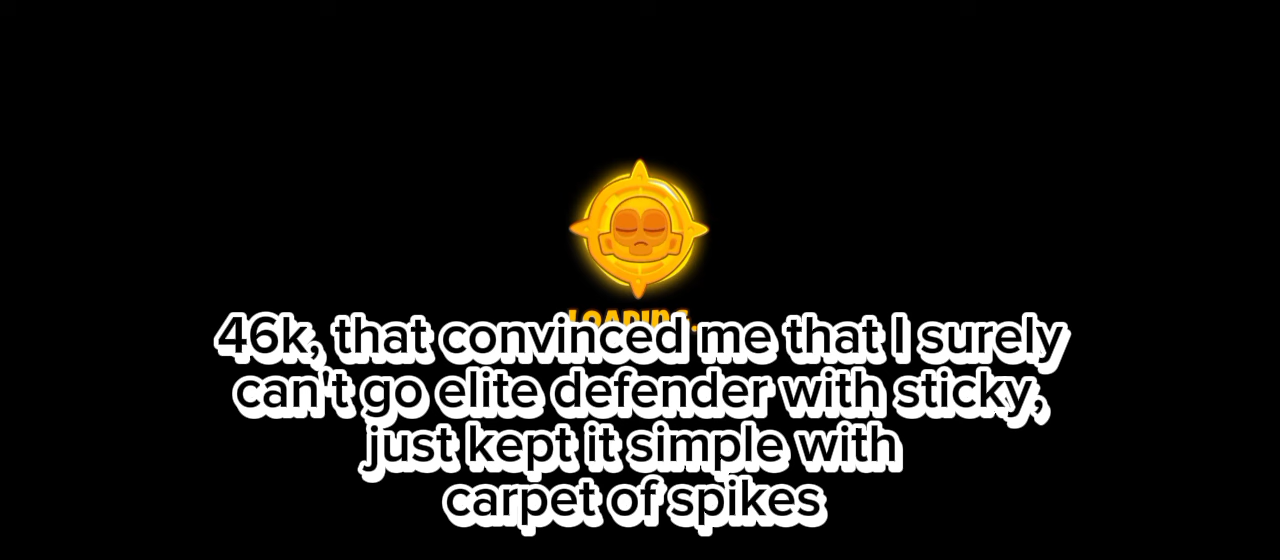 LOADING.
46k, that convinced me that I surely
can't go elite defender with sticky,
just kept it simple with
carpet of spikes